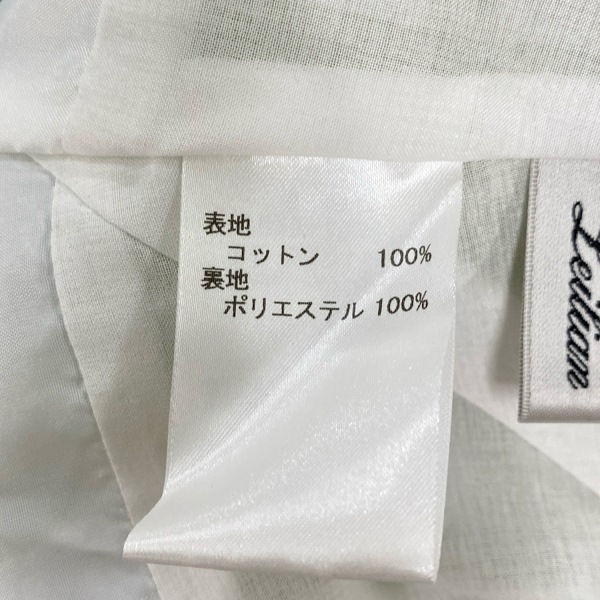 表地
コットン 100%
裏地
ポリエステル 100%
Leilian